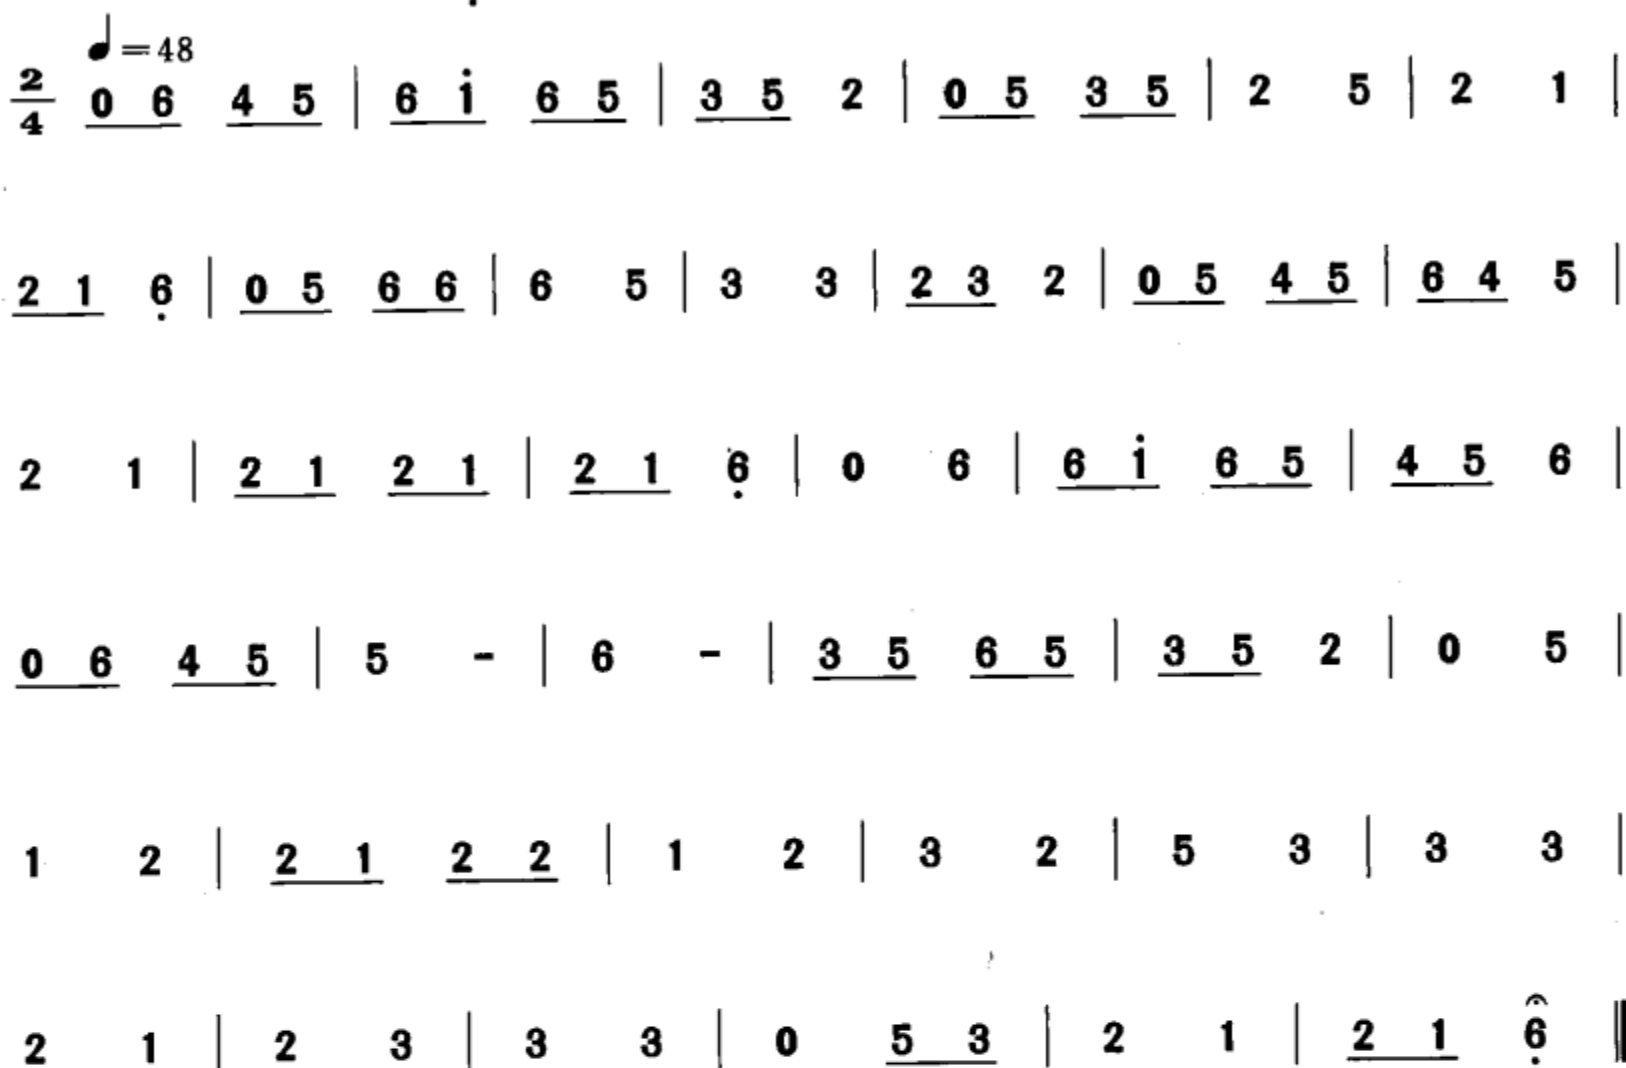 ♩=48
2/4 0 6 4 5 | 6 i 6 5 | 3 5 2 | 0 5 3 5 | 2 5 | 2 1 |
2 1 6̣ | 0 5 6 6 | 6 5 | 3 3 | 2 3 2 | 0 5 4 5 | 6 4 5 |
2 1 | 2 1 2 1 | 2 1 6̣ | 0 6 | 6 i 6 5 | 4 5 6 |
0 6 4 5 | 5 - | 6 - | 3 5 6 5 | 3 5 2 | 0 5 |
1 2 | 2 1 2 2 | 1 2 | 3 2 | 5 3 | 3 3 |
2 1 | 2 3 | 3 3 | 0 5 3 | 2 1 | 2 1 6̣ ‖